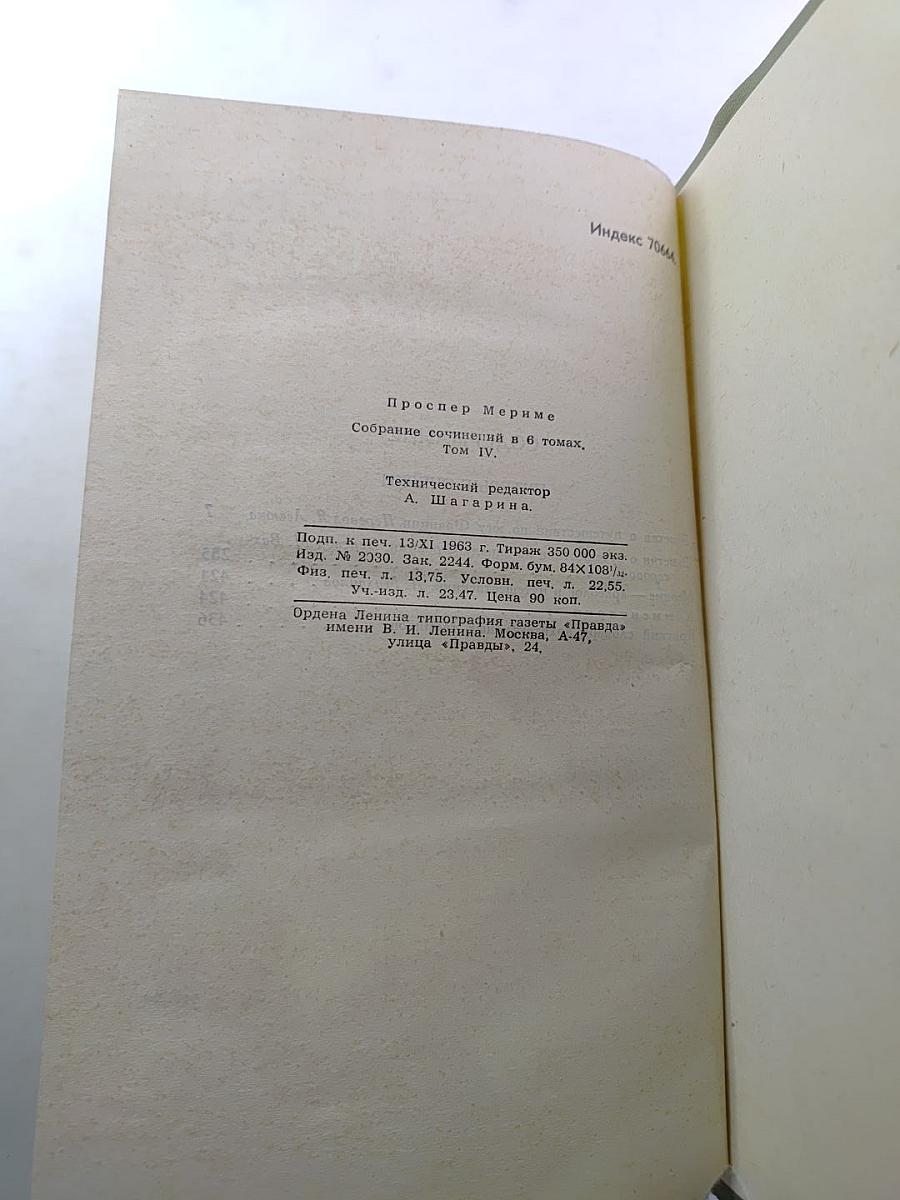 Индекс 70664.
Проспер Мериме
Собрание сочинений в 6 томах.
Том IV.
Технический редактор
А. Шагарина.
Подп. к печ. 13/XI 1963 г. Тираж 350 000 экз.
Изд. № 2030. Зак. 2244. Форм. бум. 84×108¹/₃₂.
Физ. печ. л. 13,75. Условн. печ. л. 22,55.
Уч.-изд. л. 23,47. Цена 90 коп.
Ордена Ленина типография газеты «Правда»
имени В. И. Ленина. Москва, А-47,
улица «Правды», 24.